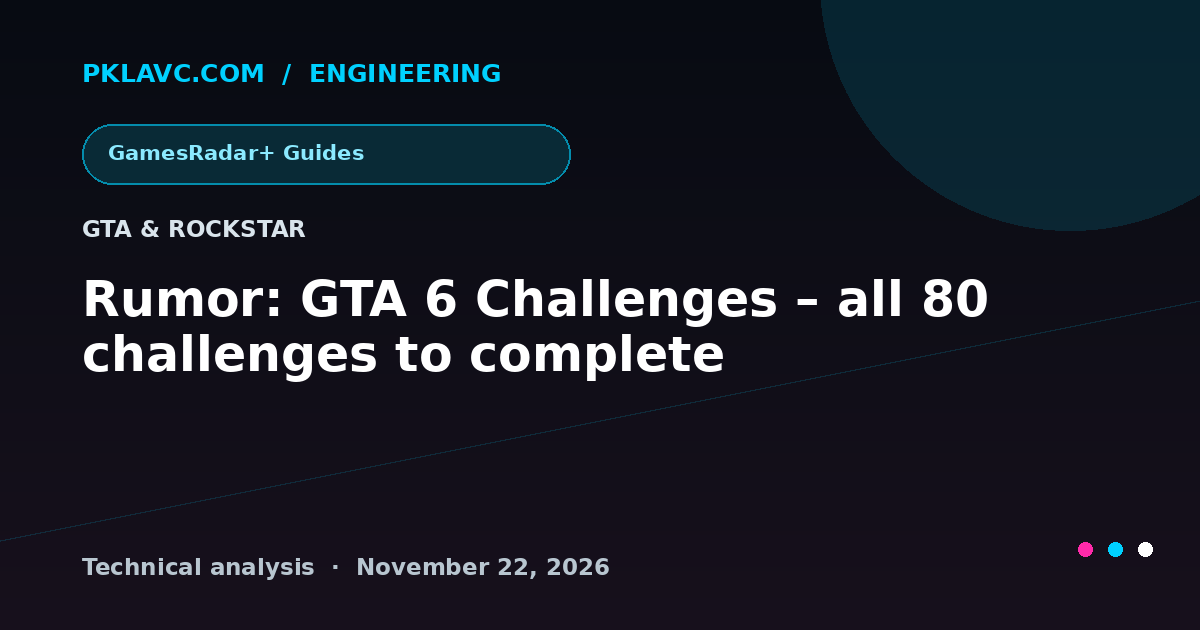 PKLAVC.COM / ENGINEERING
GamesRadar+ Guides
GTA & ROCKSTAR
Rumor: GTA 6 Challenges – all 80
challenges to complete
Technical analysis · November 22, 2026